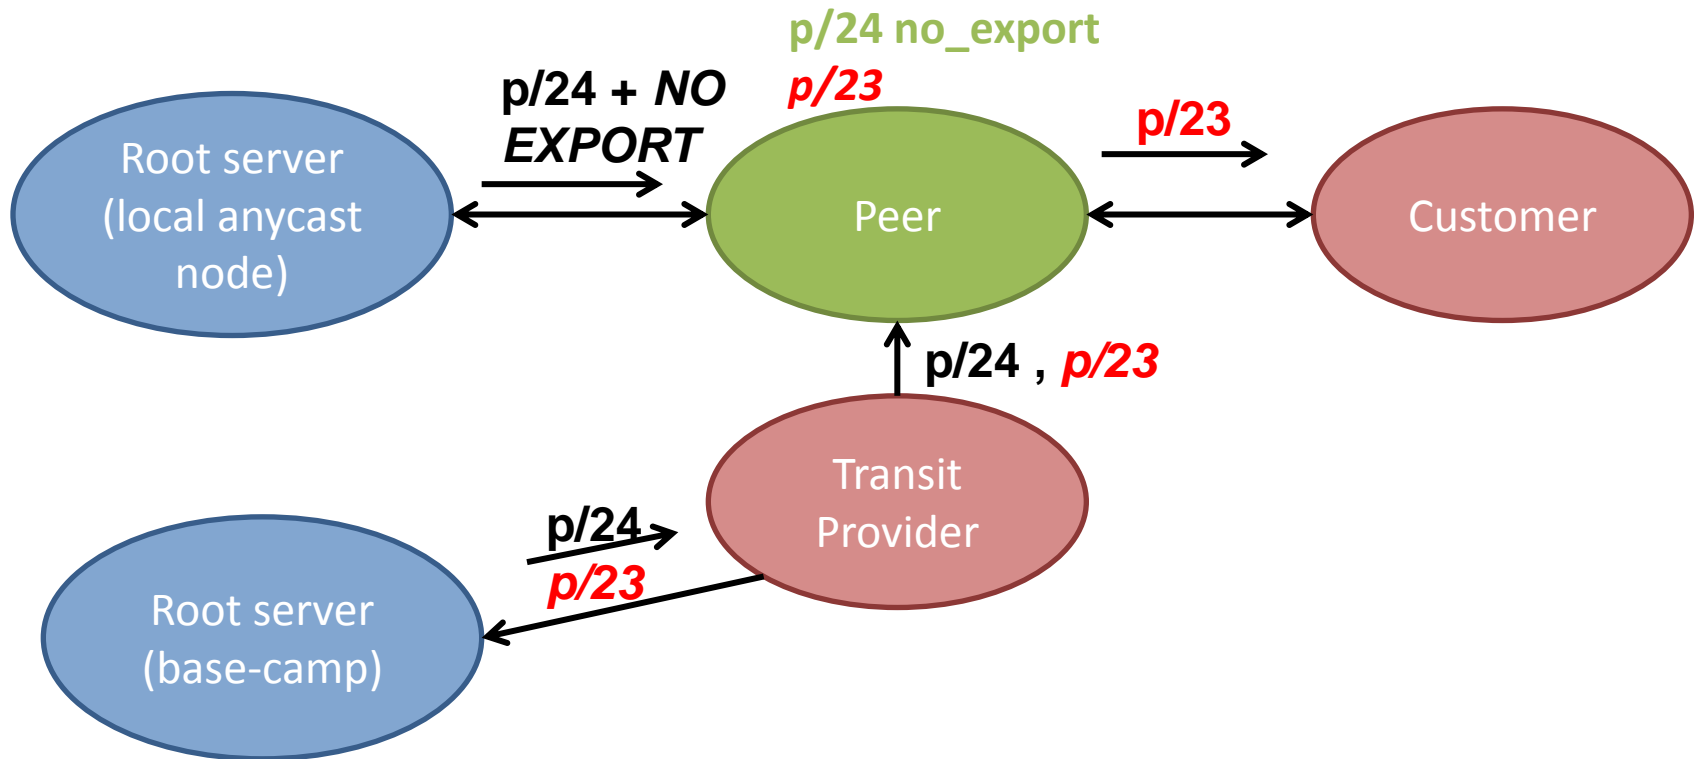 p/24 no_export
p/23
p/24 + NO
EXPORT
p/23
Root server
(local anycast
node)
Peer
Customer
p/24 , p/23
Transit
Provider
p/24
p/23
Root server
(base-camp)